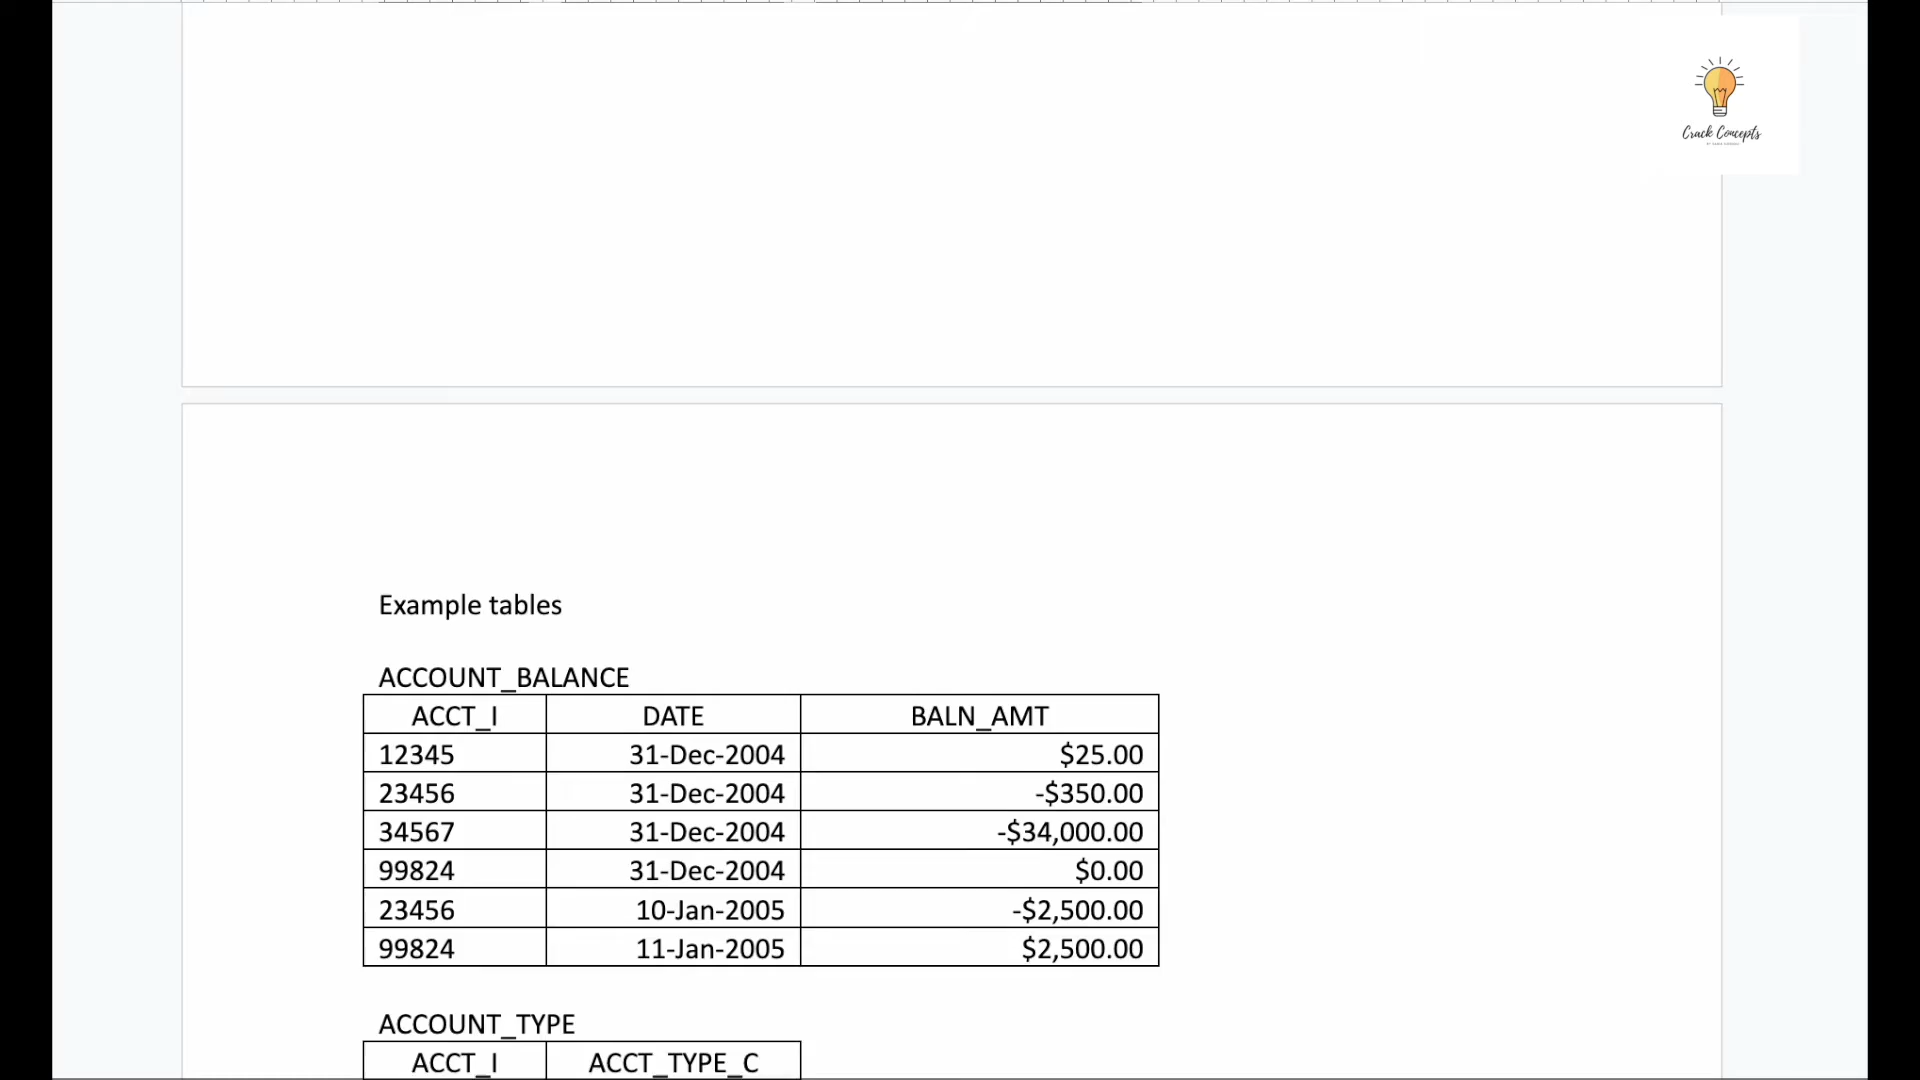 Crack Concepts
Example tables
ACCOUNT_BALANCE
ACCT_I DATE BALN_AMT
12345 31-Dec-2004 $25.00
23456 31-Dec-2004 -$350.00
34567 31-Dec-2004 -$34,000.00
99824 31-Dec-2004 $0.00
23456 10-Jan-2005 -$2,500.00
99824 11-Jan-2005 $2,500.00
ACCOUNT_TYPE
ACCT_I ACCT_TYPE_C